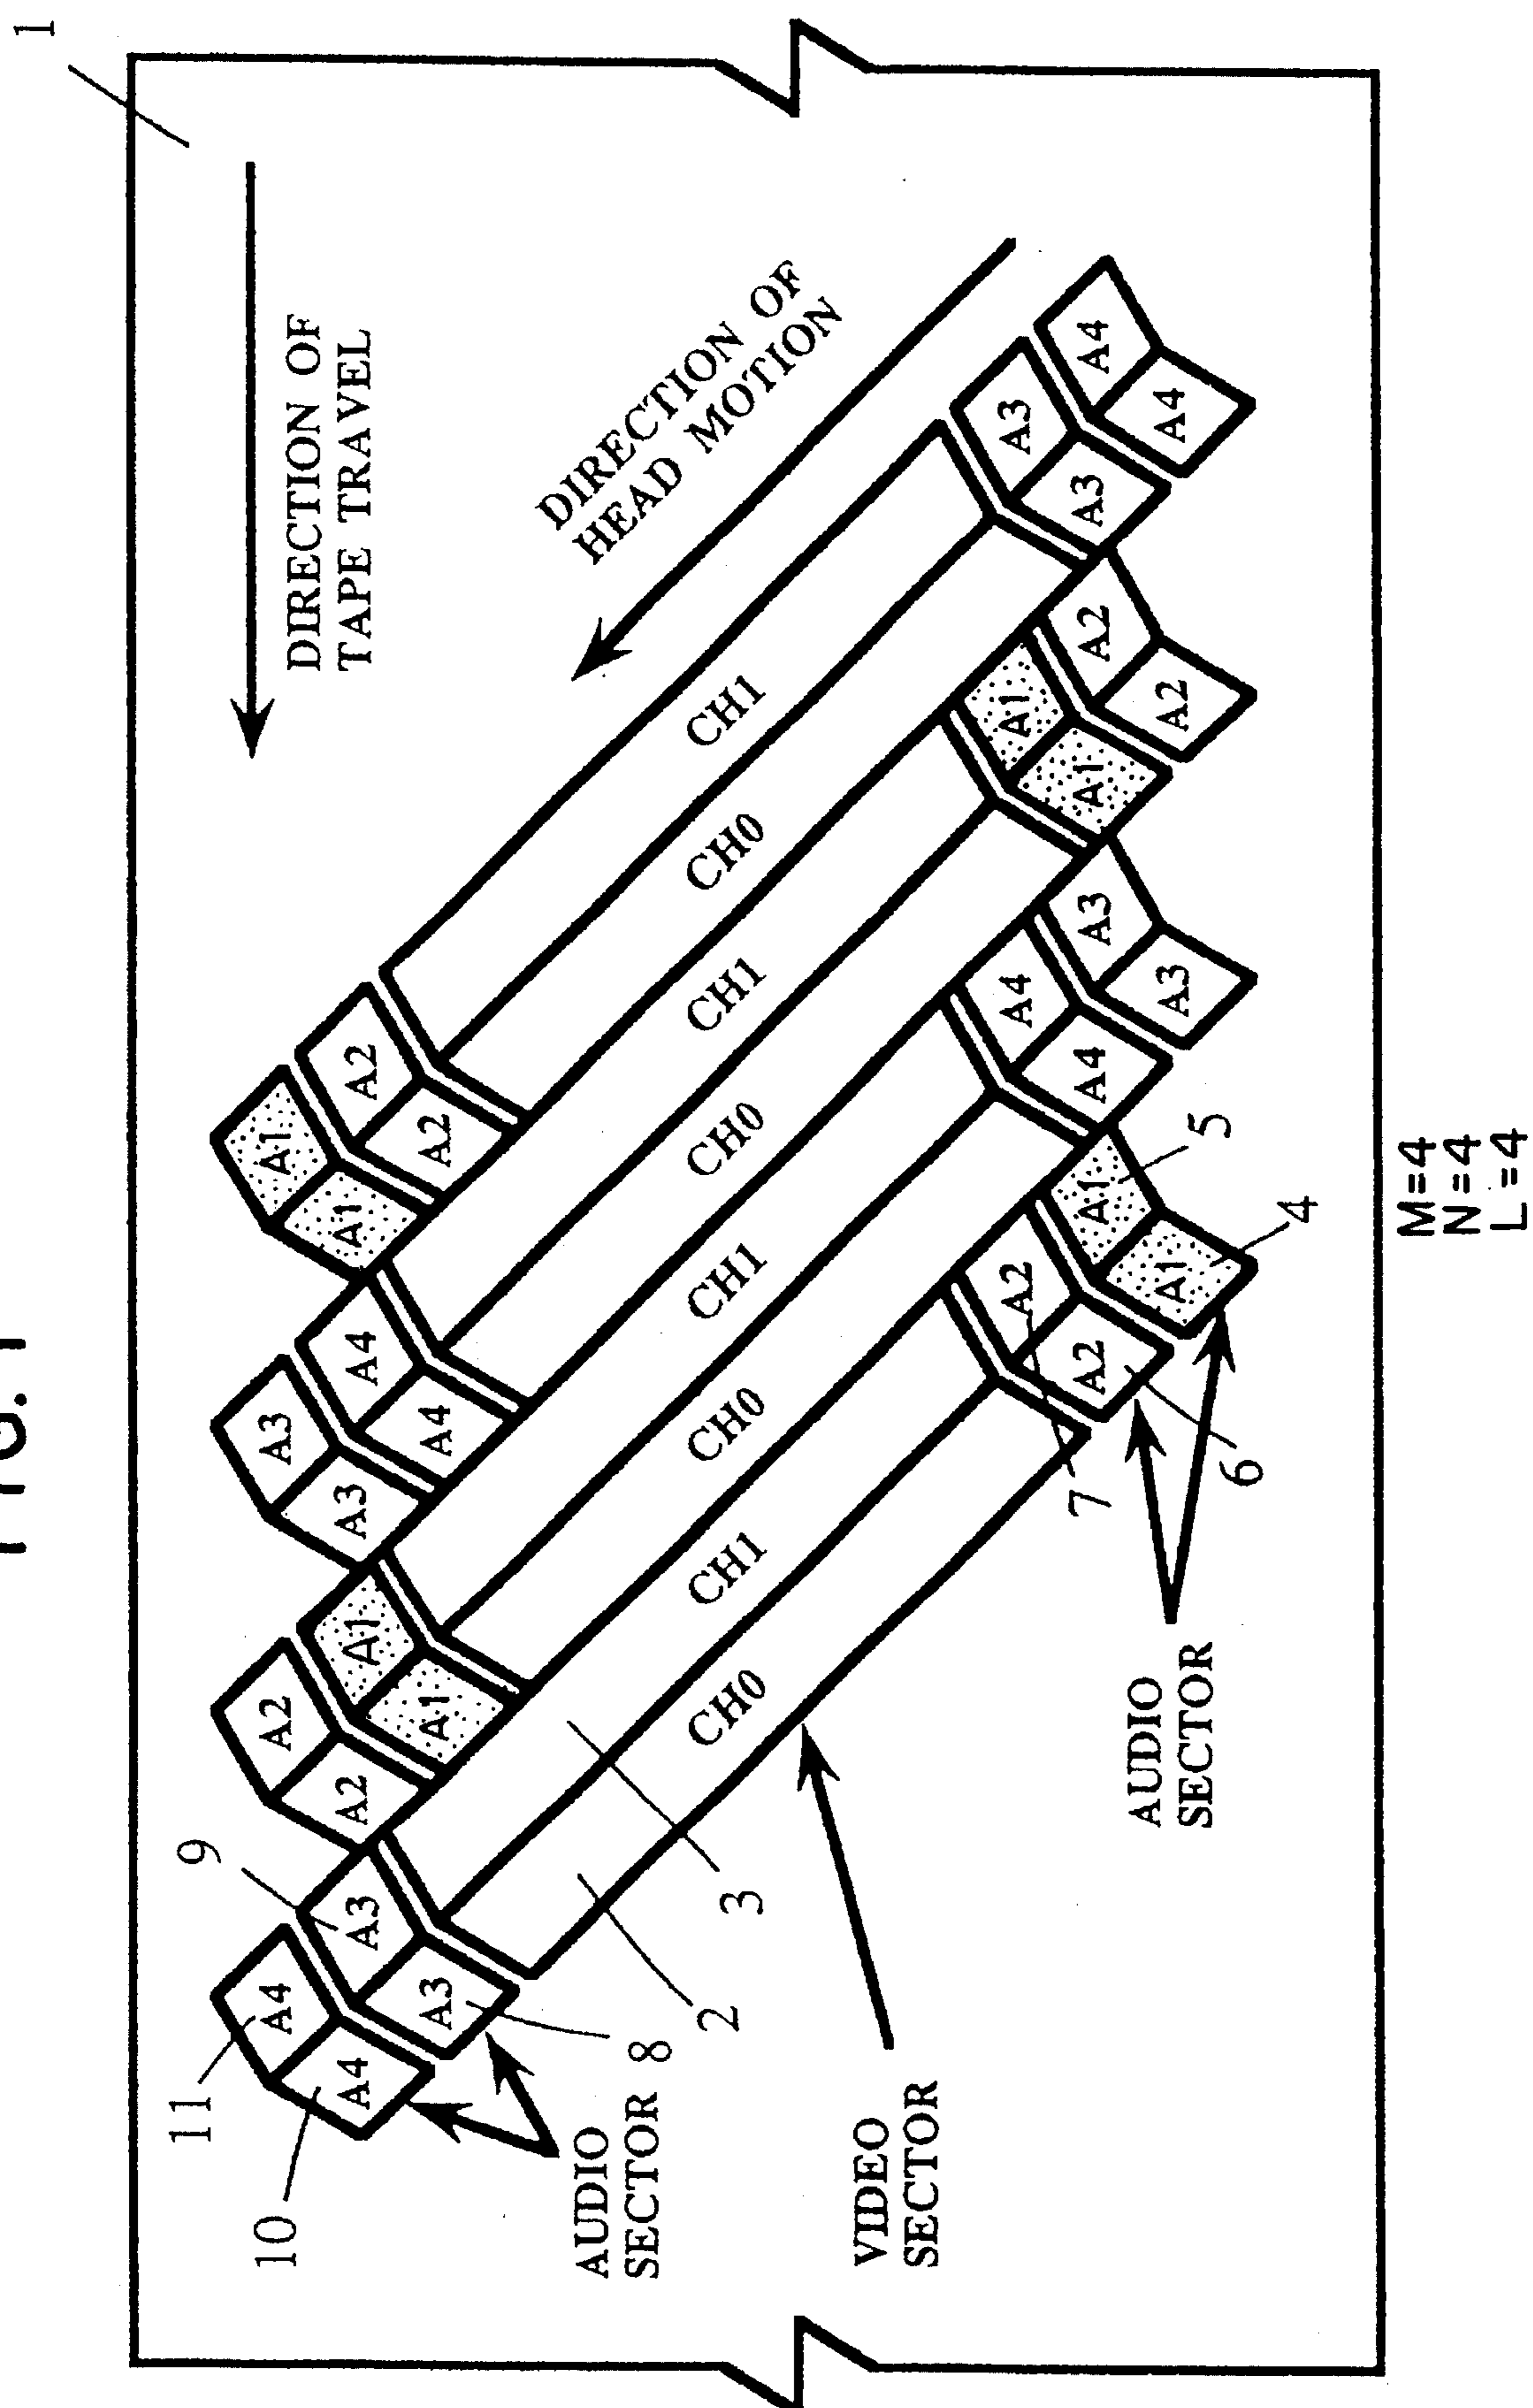 FIG. 1
1
11
9
10
DIRECTION OF
TAPE TRAVEL
A4 A2 A3 A1
A4 A3 A2 A1 A3 A4 A1 A2
A3 A1 A4 A2
DIRECTION OF
HEAD MOTION
AUDIO
SECTOR
8
2
3
CH0 CH1 CH0 CH1 CH0 CH1 CH0 CH1
VIDEO
SECTOR
A2 A4 A1 A3
7
A2 A1 A4 A3 A1 A2 A3 A4
A1 A3 A2 A4
AUDIO
SECTOR
6
5
4
M=4
N=4
L=4